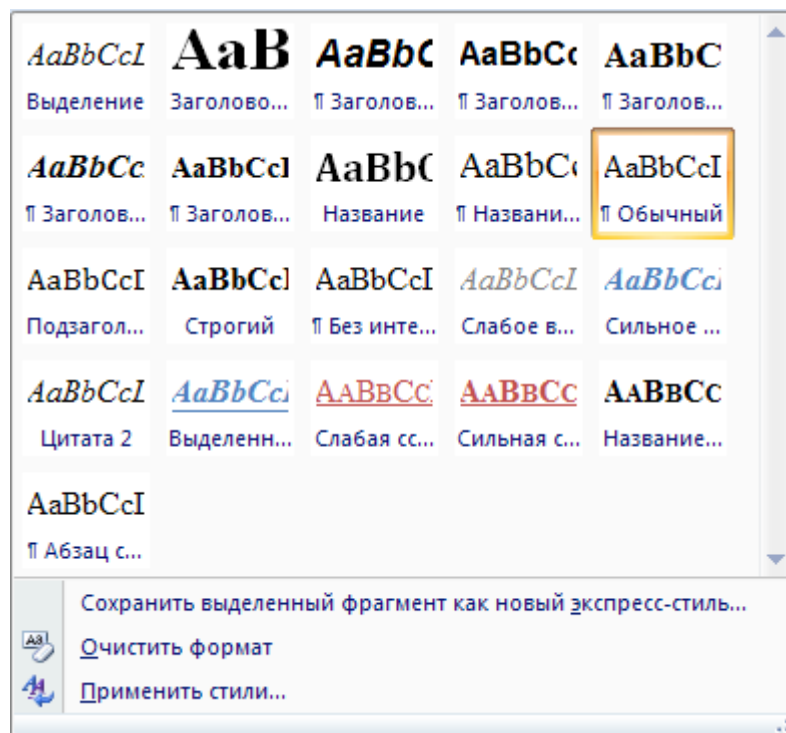 AaBbCcI AaB AaBbC AaBbCc AaBbC
Выделение Заголово... ¶ Заголов... ¶ Заголов... ¶ Заголов...
AaBbCc AaBbCcI AaBbC AaBbCc AaBbCcI
¶ Заголов... ¶ Заголов... Название ¶ Названи... ¶ Обычный
AaBbCcI AaBbCcI AaBbCcI AaBbCcI AaBbCcI
Подзагол... Строгий ¶ Без инте... Слабое в... Сильное ...
AaBbCcI AaBbCcI AABBCC AABBCC AABBCC
Цитата 2 Выделенн... Слабая сс... Сильная с... Название...
AaBbCcI
¶ Абзац с...
Сохранить выделенный фрагмент как новый экспресс-стиль...
Очистить формат
Применить стили...